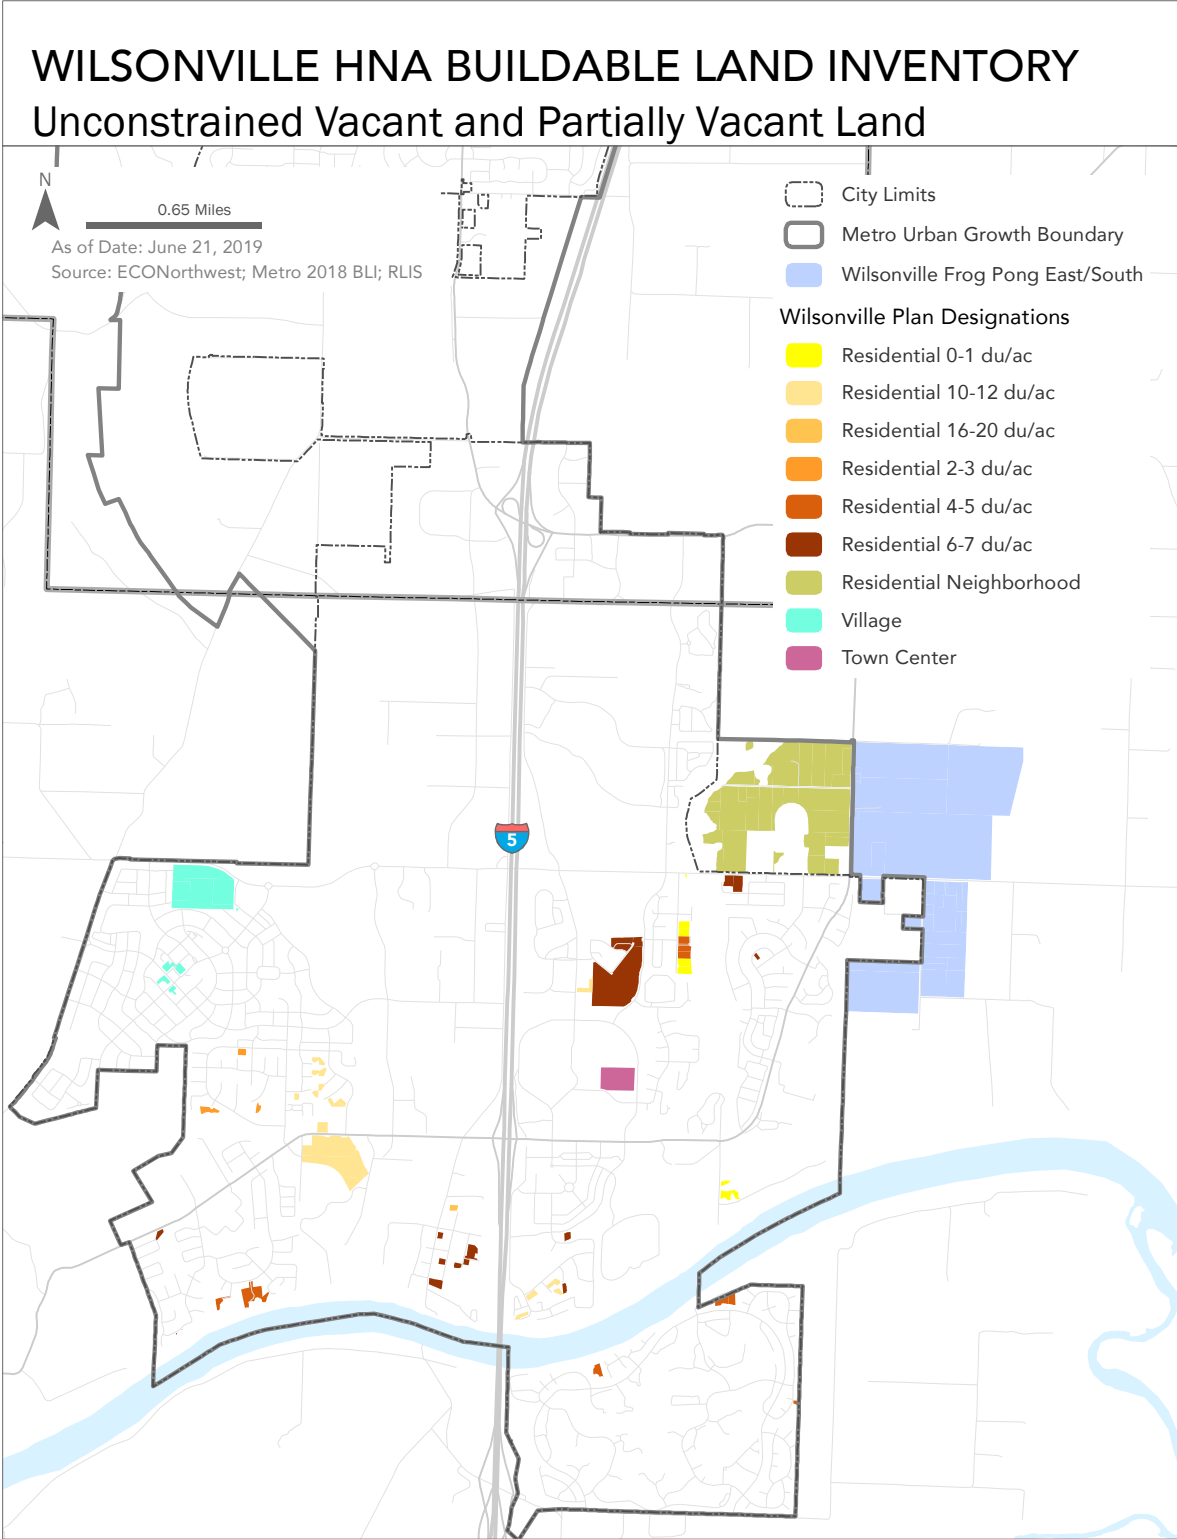 WILSONVILLE HNA BUILDABLE LAND INVENTORY
Unconstrained Vacant and Partially Vacant Land
N
0.65 Miles
As of Date: June 21, 2019
Source: ECONorthwest; Metro 2018 BLI; RLIS
City Limits
Metro Urban Growth Boundary
Wilsonville Frog Pong East/South
Wilsonville Plan Designations
Residential 0-1 du/ac
Residential 10-12 du/ac
Residential 16-20 du/ac
Residential 2-3 du/ac
Residential 4-5 du/ac
Residential 6-7 du/ac
Residential Neighborhood
Village
Town Center
5